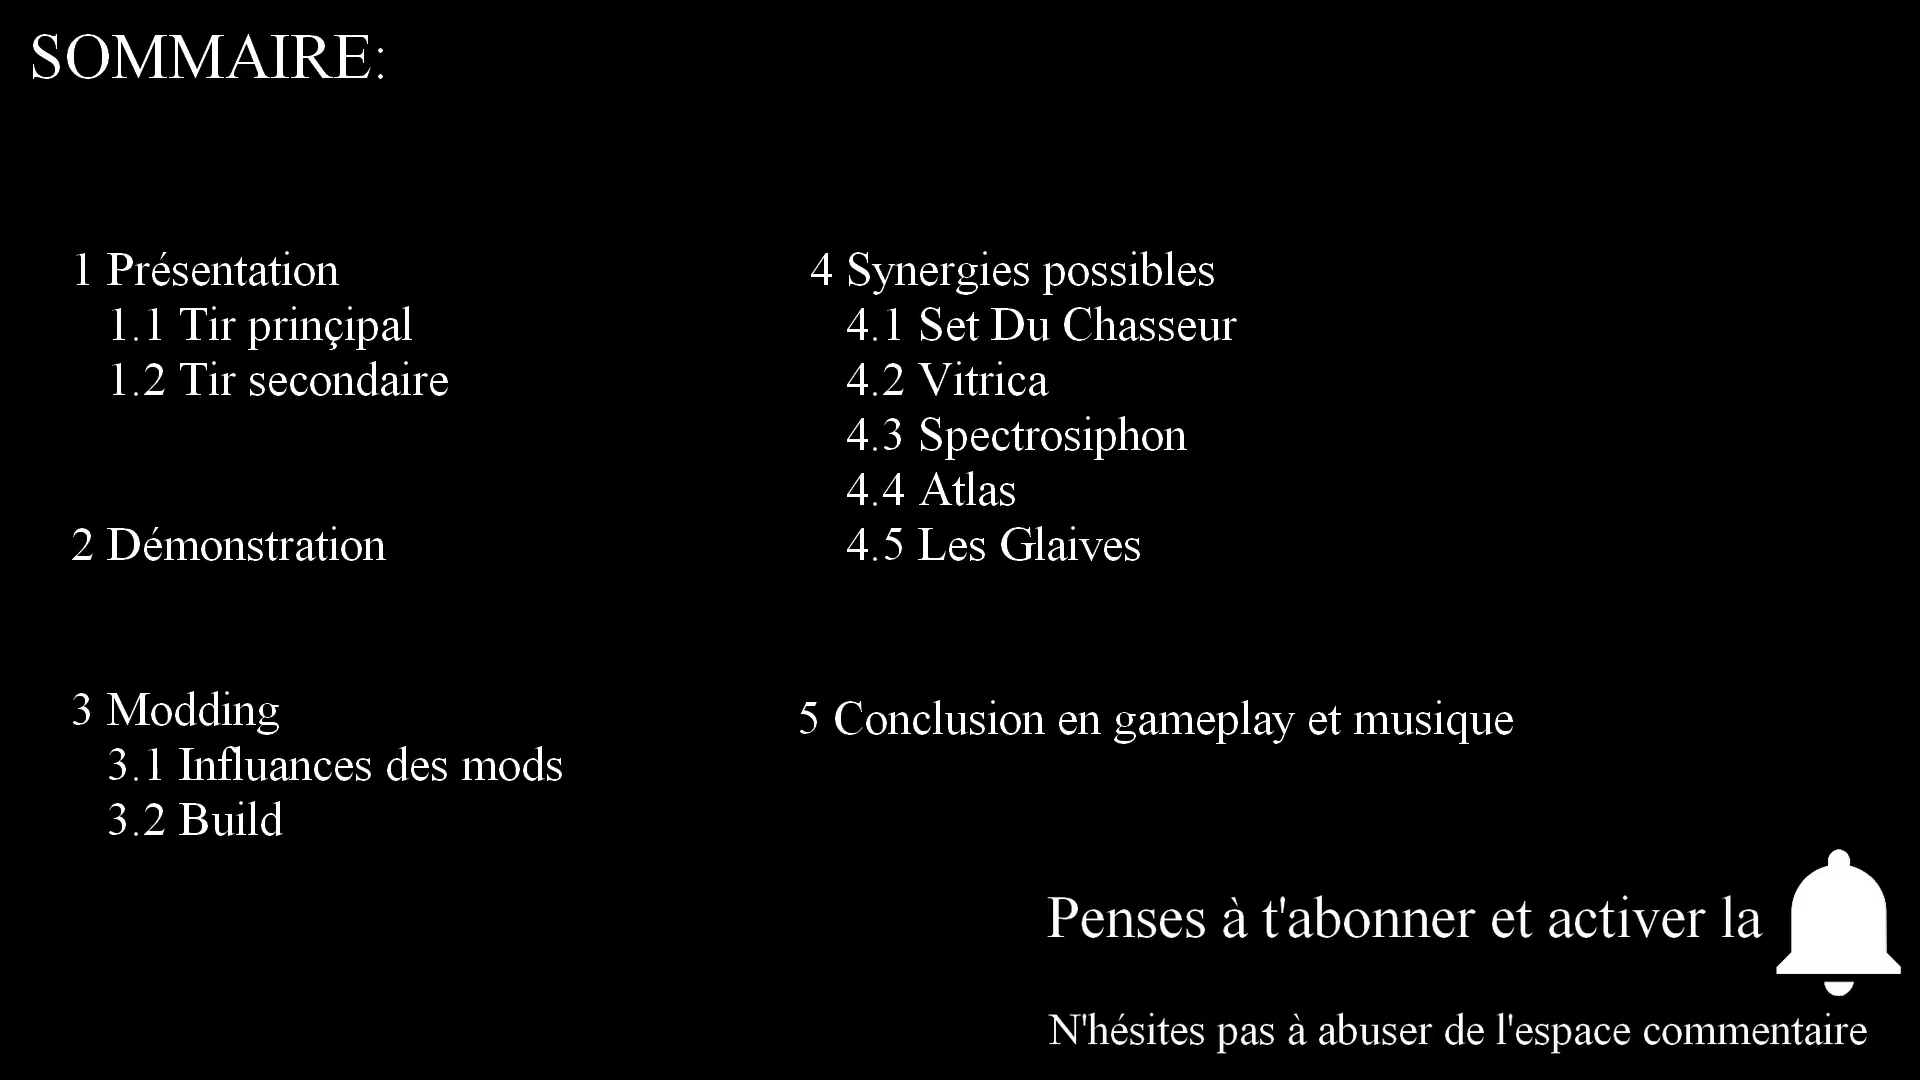 SOMMAIRE:
1 Présentation
1.1 Tir prinçipal
1.2 Tir secondaire
2 Démonstration
3 Modding
3.1 Influances des mods
3.2 Build
4 Synergies possibles
4.1 Set Du Chasseur
4.2 Vitrica
4.3 Spectrosiphon
4.4 Atlas
4.5 Les Glaives
5 Conclusion en gameplay et musique
Penses à t'abonner et activer la
N'hésites pas à abuser de l'espace commentaire